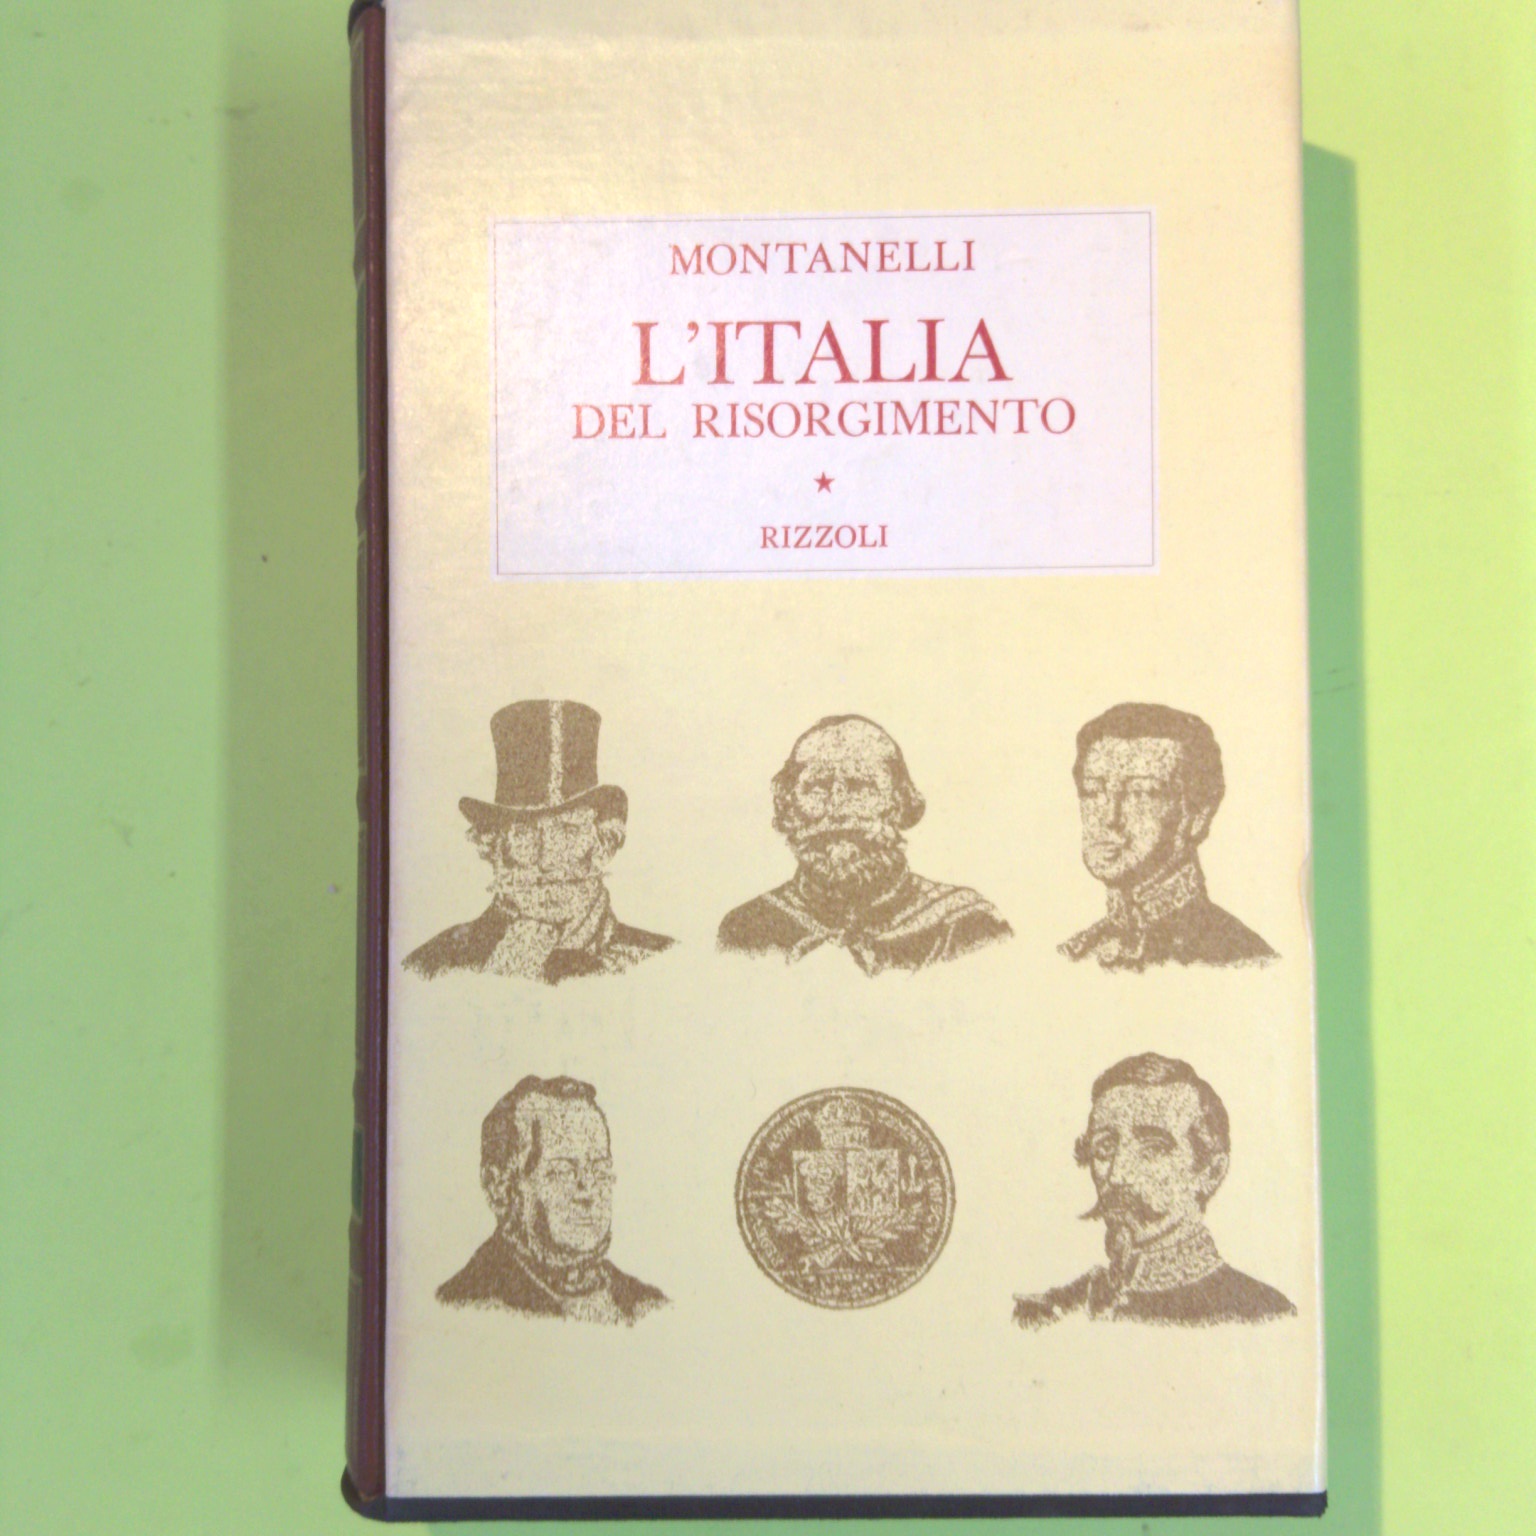 MONTANELLI
L'ITALIA
DEL RISORGIMENTO
RIZZOLI